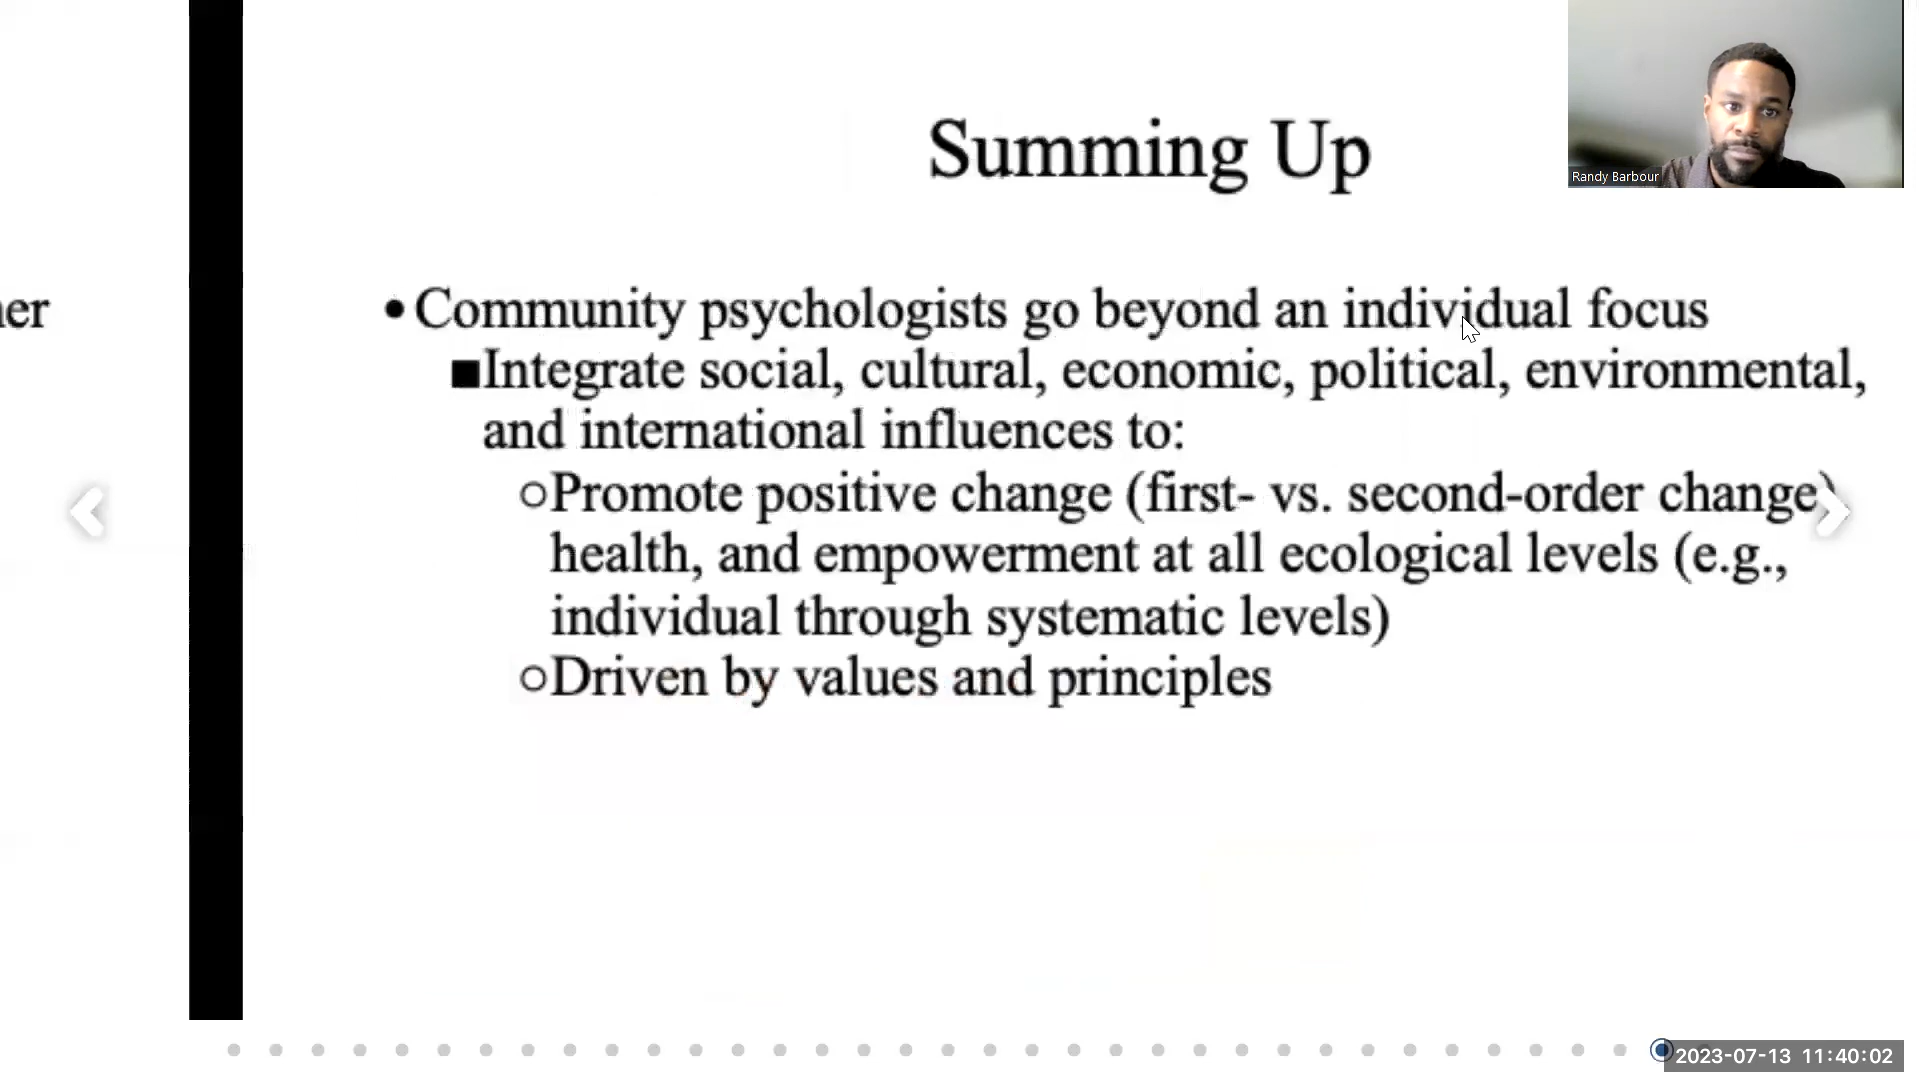 Summing Up
Randy Barbour
er
• Community psychologists go beyond an individual focus
■Integrate social, cultural, economic, political, environmental,
and international influences to:
○Promote positive change (first- vs. second-order change)
health, and empowerment at all ecological levels (e.g.,
individual through systematic levels)
○Driven by values and principles
2023-07-13 11:40:02